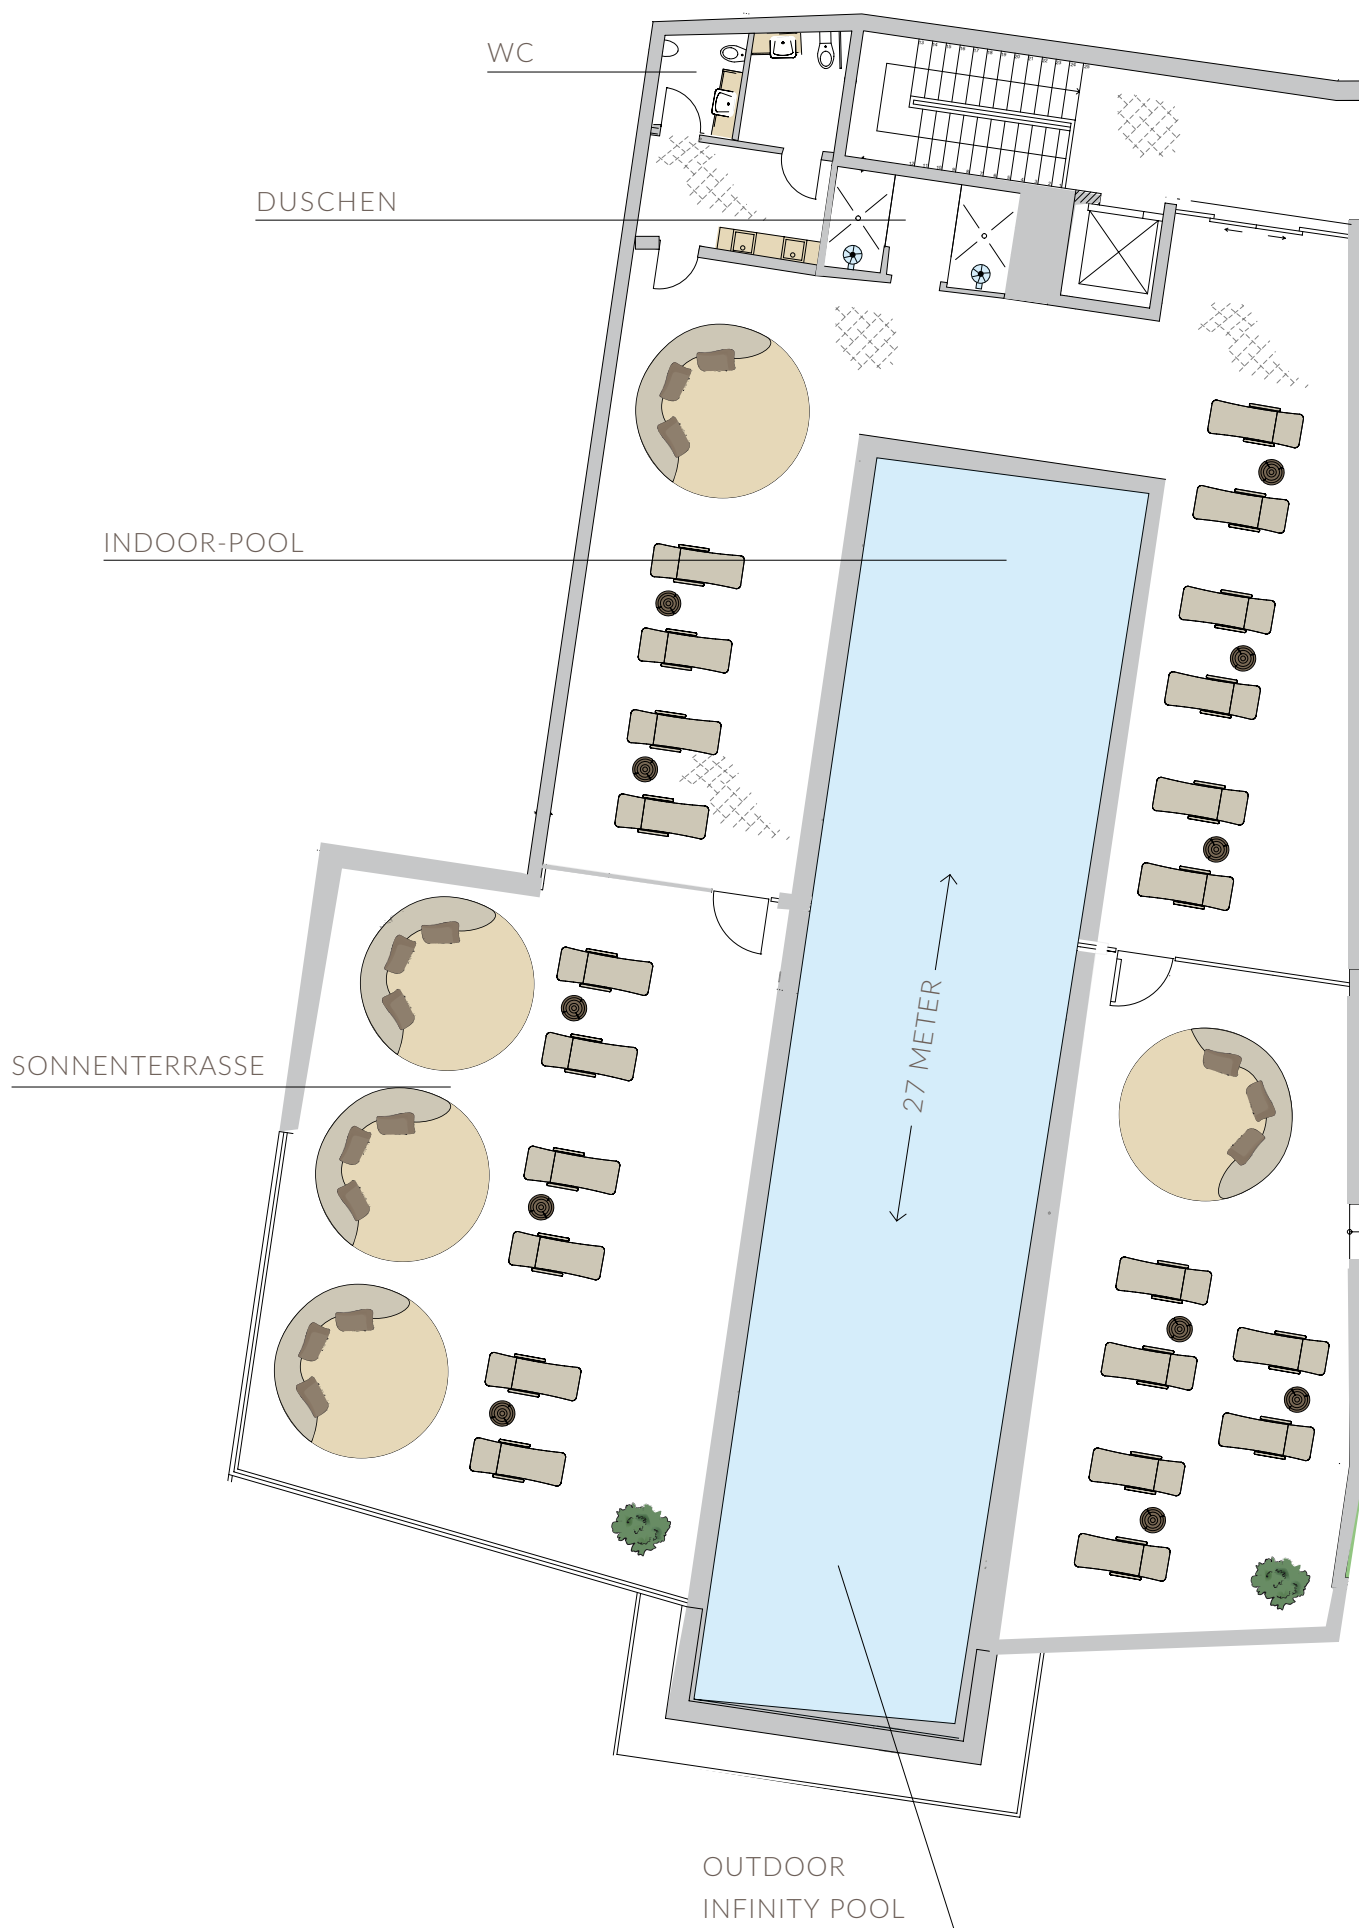 WC
DUSCHEN
INDOOR-POOL
27 METER
SONNENTERRASSE
OUTDOOR
INFINITY POOL